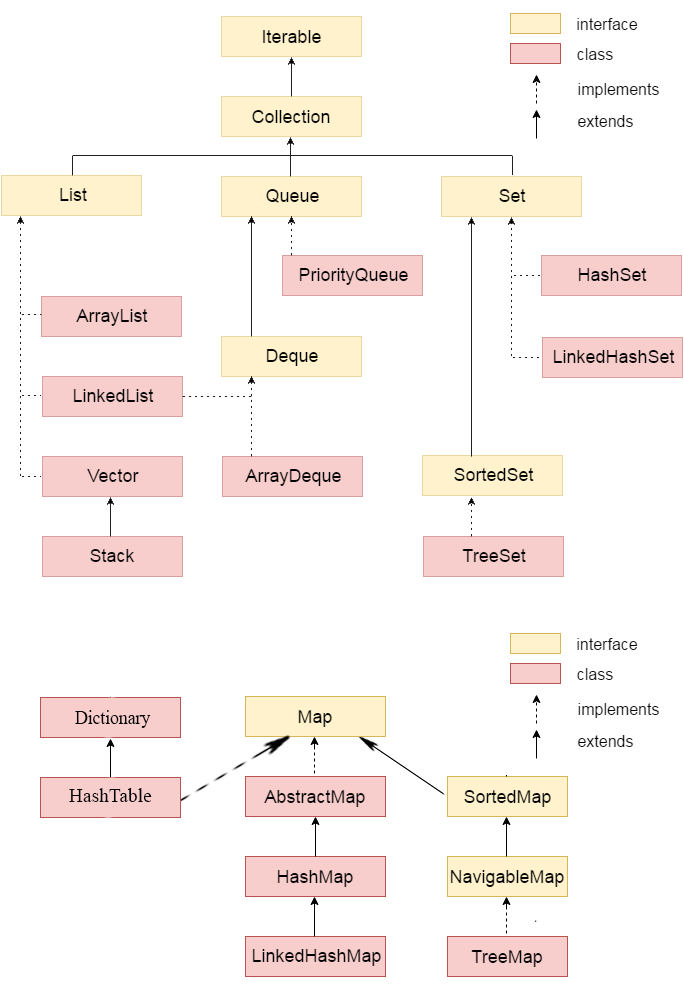 Iterable
interface
class
implements
extends
Collection
List
Queue
Set
PriorityQueue
HashSet
ArrayList
Deque
LinkedHashSet
LinkedList
Vector
ArrayDeque
SortedSet
Stack
TreeSet
interface
class
implements
extends
Dictionary
Map
HashTable
AbstractMap
SortedMap
HashMap
NavigableMap
LinkedHashMap
TreeMap